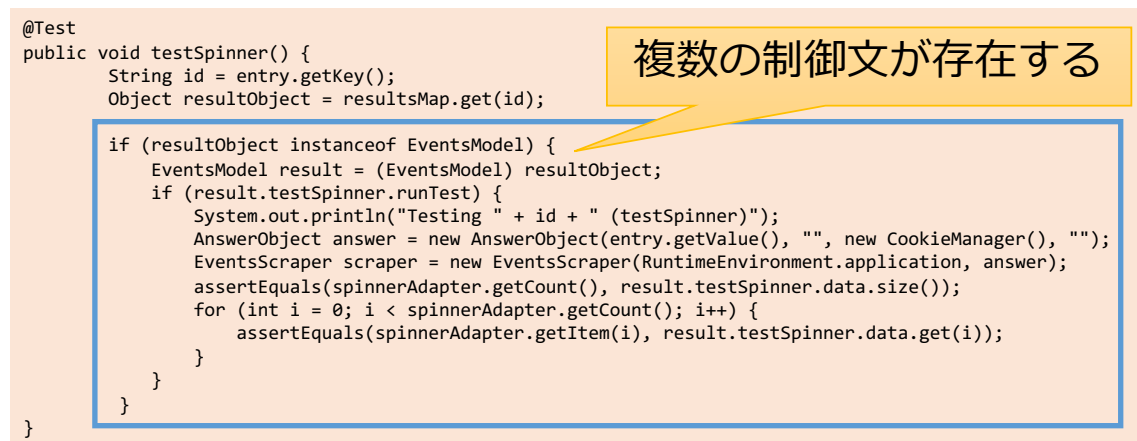 @Test
public void testSpinner() {
        String id = entry.getKey();
        Object resultObject = resultsMap.get(id);
複数の制御文が存在する
        if (resultObject instanceof EventsModel) {
            EventsModel result = (EventsModel) resultObject;
            if (result.testSpinner.runTest) {
                System.out.println("Testing " + id + " (testSpinner)");
                AnswerObject answer = new AnswerObject(entry.getValue(), "", new CookieManager(), "");
                EventsScraper scraper = new EventsScraper(RuntimeEnvironment.application, answer);
                assertEquals(spinnerAdapter.getCount(), result.testSpinner.data.size());
                for (int i = 0; i < spinnerAdapter.getCount(); i++) {
                    assertEquals(spinnerAdapter.getItem(i), result.testSpinner.data.get(i));
                }
            }
         }
}